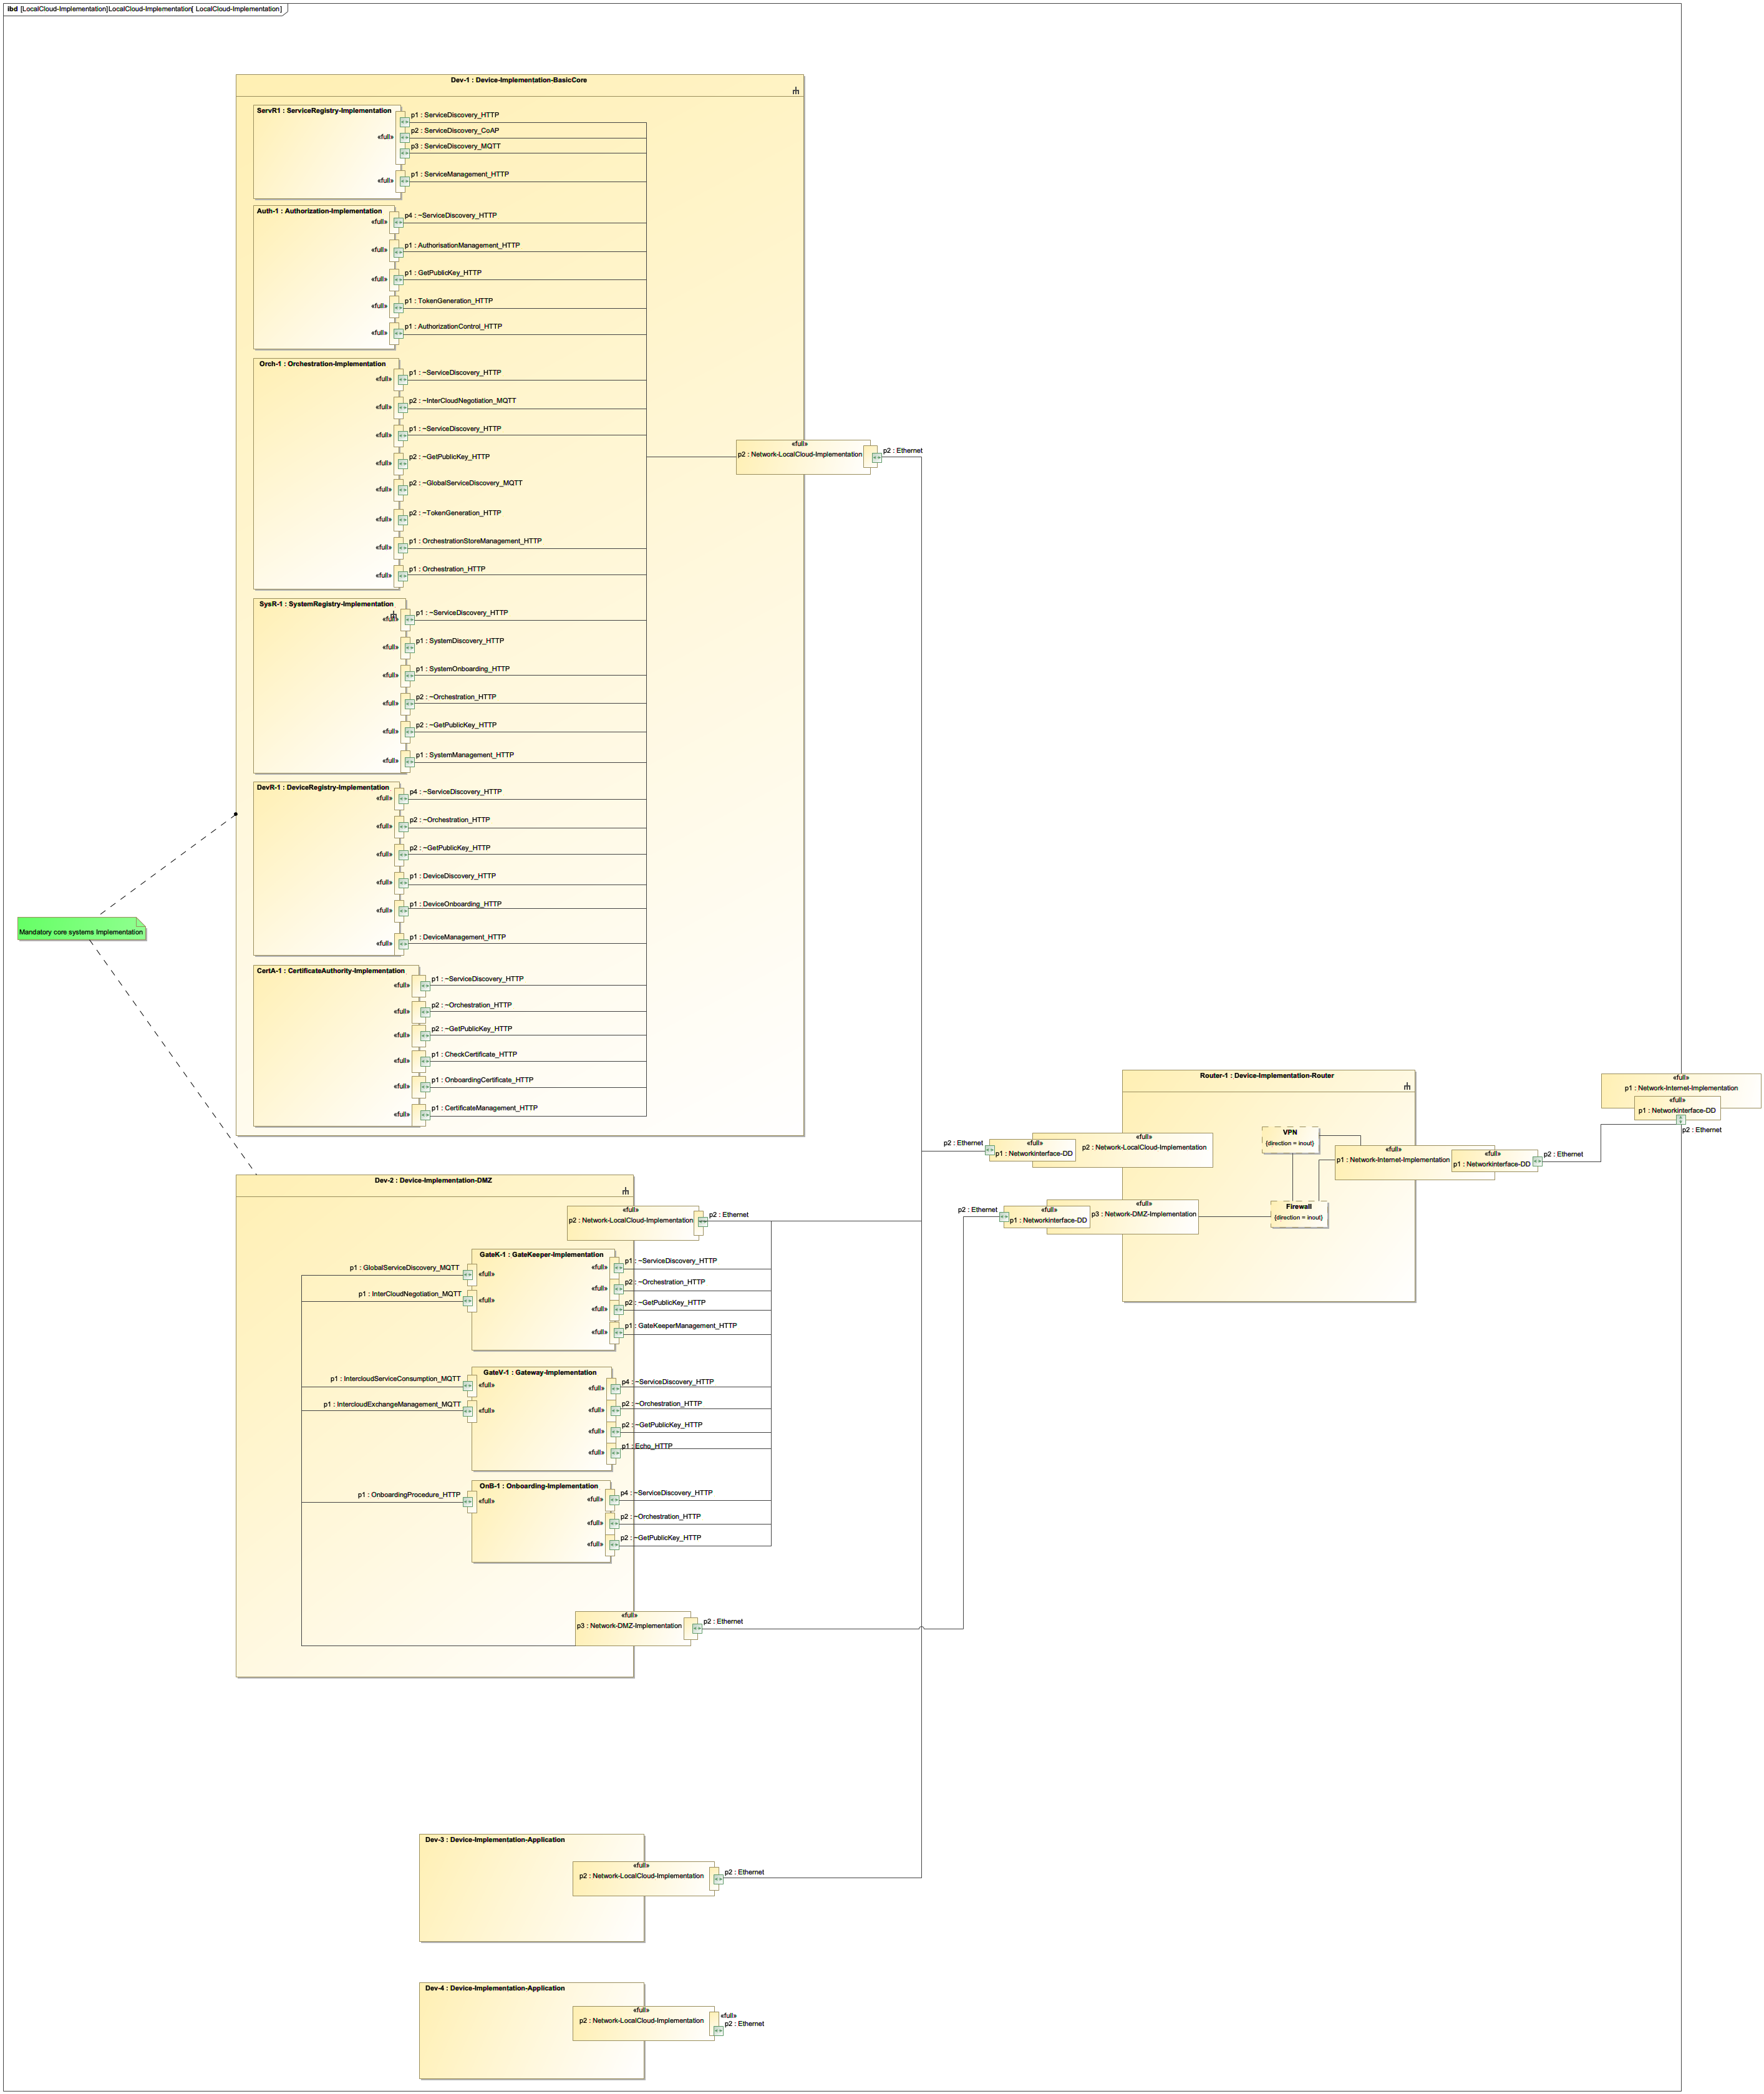 ibd [LocalCloud-Implementation]LocalCloud-Implementation[ LocalCloud-Implementation]
Dev-1 : Device-Implementation-BasicCore
ServR1 : ServiceRegistry-Implementation
p1 : ServiceDiscovery_HTTP
p2 : ServiceDiscovery_CoAP
«full»
p3 : ServiceDiscovery_MQTT
p1 : ServiceManagement_HTTP
«full»
Auth-1 : Authorization-Implementation
p4 : ~ServiceDiscovery_HTTP
«full»
p1 : AuthorisationManagement_HTTP
«full»
p1 : GetPublicKey_HTTP
«full»
p1 : TokenGeneration_HTTP
«full»
p1 : AuthorizationControl_HTTP
«full»
Orch-1 : Orchestration-Implementation
p1 : ~ServiceDiscovery_HTTP
«full»
p2 : ~InterCloudNegotiation_MQTT
«full»
p1 : ~ServiceDiscovery_HTTP
«full»
p2 : ~GetPublicKey_HTTP
«full»
p2 : ~GlobalServiceDiscovery_MQTT
«full»
p2 : ~TokenGeneration_HTTP
«full»
p1 : OrchestrationStoreManagement_HTTP
«full»
p1 : Orchestration_HTTP
«full»
«full»
p2 : Network-LocalCloud-Implementation
p2 : Ethernet
SysR-1 : SystemRegistry-Implementation
p1 : ~ServiceDiscovery_HTTP
«full»
p1 : SystemDiscovery_HTTP
«full»
p1 : SystemOnboarding_HTTP
«full»
p2 : ~Orchestration_HTTP
«full»
p2 : ~GetPublicKey_HTTP
«full»
p1 : SystemManagement_HTTP
«full»
DevR-1 : DeviceRegistry-Implementation
p4 : ~ServiceDiscovery_HTTP
«full»
p2 : ~Orchestration_HTTP
«full»
p2 : ~GetPublicKey_HTTP
«full»
p1 : DeviceDiscovery_HTTP
«full»
p1 : DeviceOnboarding_HTTP
«full»
p1 : DeviceManagement_HTTP
«full»
Mandatory core systems Implementation
CertA-1 : CertificateAuthority-Implementation
p1 : ~ServiceDiscovery_HTTP
«full»
p2 : ~Orchestration_HTTP
«full»
p2 : ~GetPublicKey_HTTP
«full»
p1 : CheckCertificate_HTTP
«full»
p1 : OnboardingCertificate_HTTP
«full»
p1 : CertificateManagement_HTTP
«full»
Router-1 : Device-Implementation-Router
p2 : Ethernet
«full»
p1 : Networkinterface-DD
«full»
p2 : Network-LocalCloud-Implementation
VPN
{direction = inout}
«full»
p1 : Network-Internet-Implementation
«full»
p1 : Networkinterface-DD
p2 : Ethernet
p2 : Ethernet
«full»
p1 : Networkinterface-DD
«full»
p3 : Network-DMZ-Implementation
Firewall
{direction = inout}
«full»
p1 : Network-Internet-Implementation
«full»
p1 : Networkinterface-DD
p2 : Ethernet
Dev-2 : Device-Implementation-DMZ
«full»
p2 : Network-LocalCloud-Implementation
p2 : Ethernet
GateK-1 : GateKeeper-Implementation
p1 : GlobalServiceDiscovery_MQTT
«full»
p1 : InterCloudNegotiation_MQTT
«full»
p1 : ~ServiceDiscovery_HTTP
«full»
p2 : ~Orchestration_HTTP
«full»
p2 : ~GetPublicKey_HTTP
«full»
p1 : GateKeeperManagement_HTTP
«full»
GateV-1 : Gateway-Implementation
p1 : IntercloudServiceConsumption_MQTT
«full»
p1 : IntercloudExchangeManagement_MQTT
«full»
p4 : ~ServiceDiscovery_HTTP
«full»
p2 : ~Orchestration_HTTP
«full»
p2 : ~GetPublicKey_HTTP
«full»
p1 : Echo_HTTP
«full»
OnB-1 : Onboarding-Implementation
p1 : OnboardingProcedure_HTTP
«full»
p4 : ~ServiceDiscovery_HTTP
«full»
p2 : ~Orchestration_HTTP
«full»
p2 : ~GetPublicKey_HTTP
«full»
«full»
p3 : Network-DMZ-Implementation
p2 : Ethernet
Dev-3 : Device-Implementation-Application
«full»
p2 : Network-LocalCloud-Implementation
p2 : Ethernet
Dev-4 : Device-Implementation-Application
«full»
p2 : Network-LocalCloud-Implementation
«full»
p2 : Ethernet